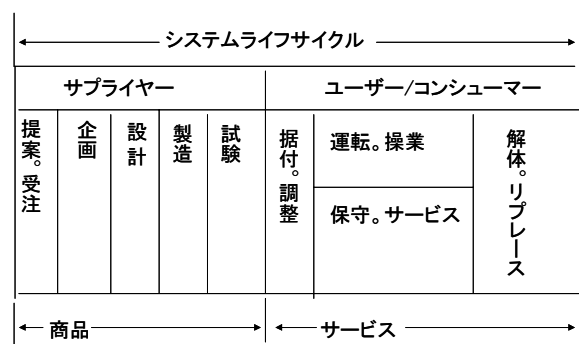 システムライフサイクル
サプライヤー
ユーザー/コンシューマー
提案。受注
企画
設計
製造
試験
据付。調整
運転。操業
保守。サービス
解体。リプレース
商品
サービス